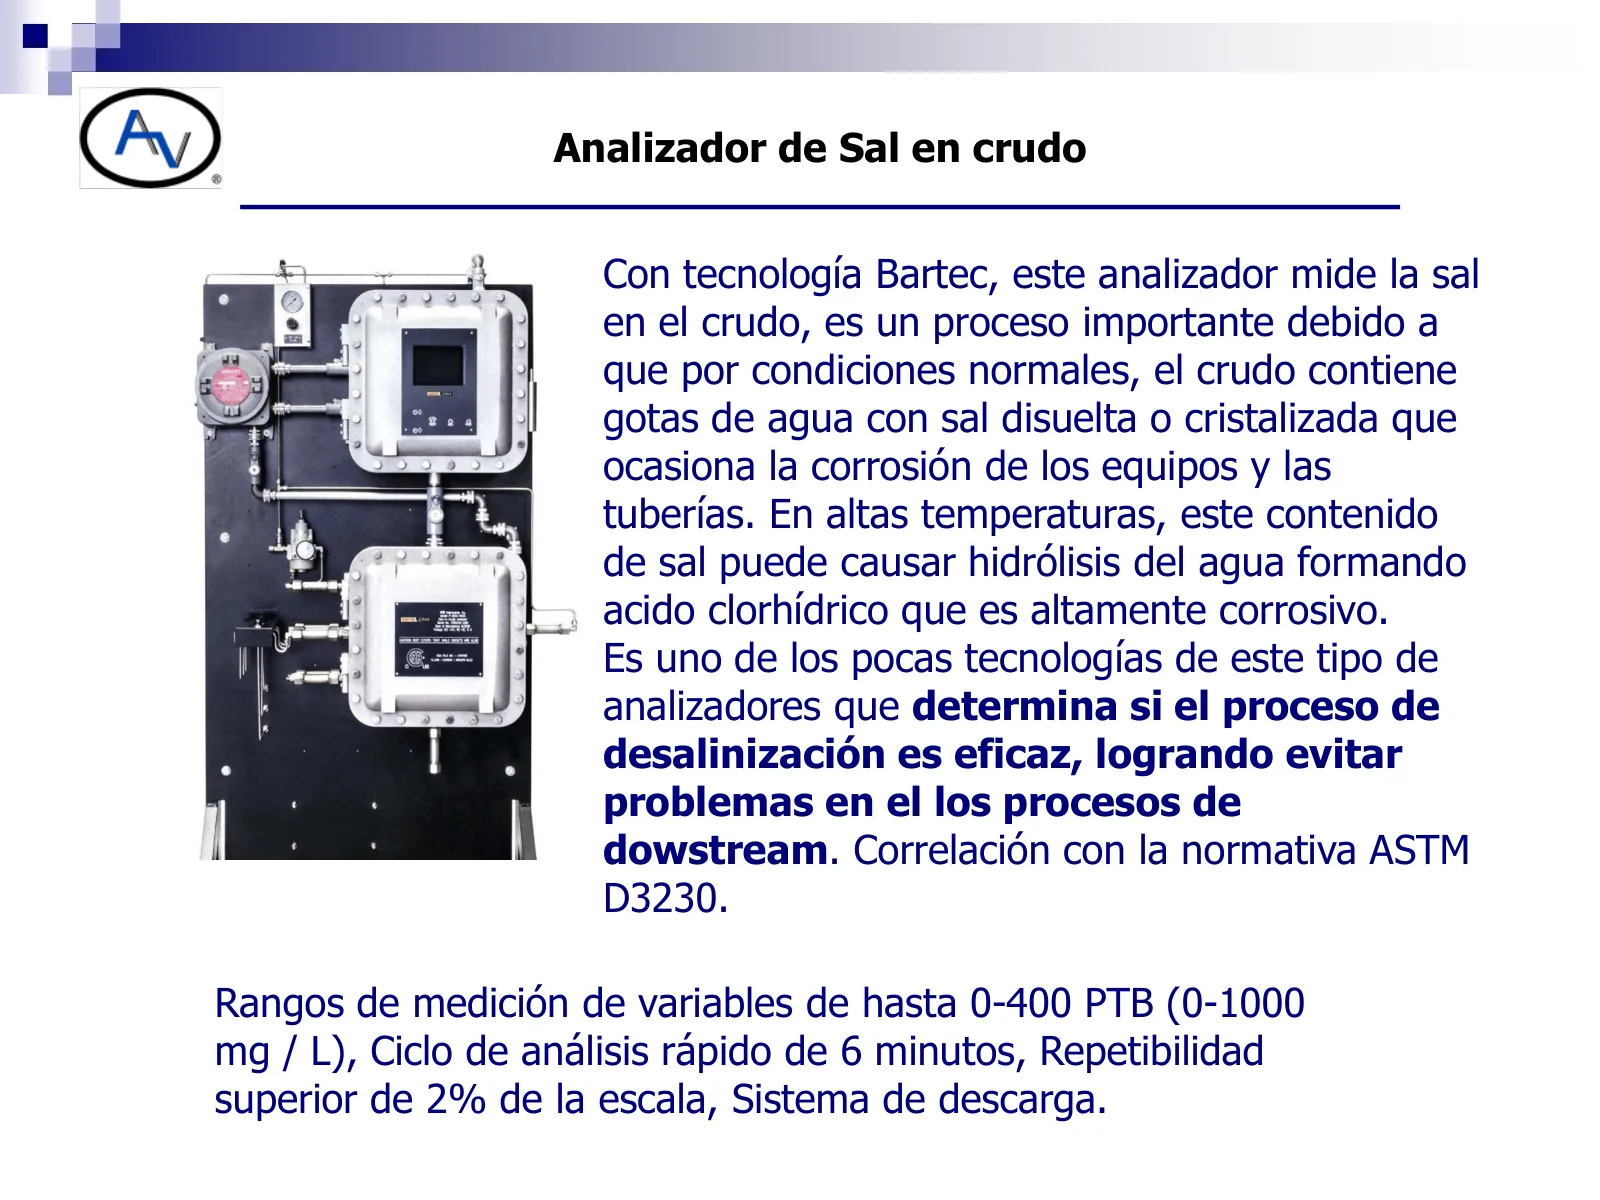 AV
®
Analizador de Sal en crudo
Con tecnología Bartec, este analizador mide la sal
en el crudo, es un proceso importante debido a
que por condiciones normales, el crudo contiene
gotas de agua con sal disuelta o cristalizada que
ocasiona la corrosión de los equipos y las
tuberías. En altas temperaturas, este contenido
de sal puede causar hidrólisis del agua formando
acido clorhídrico que es altamente corrosivo.
Es uno de los pocas tecnologías de este tipo de
analizadores que determina si el proceso de
desalinización es eficaz, logrando evitar
problemas en el los procesos de
dowstream. Correlación con la normativa ASTM
D3230.
Rangos de medición de variables de hasta 0-400 PTB (0-1000
mg / L), Ciclo de análisis rápido de 6 minutos, Repetibilidad
superior de 2% de la escala, Sistema de descarga.